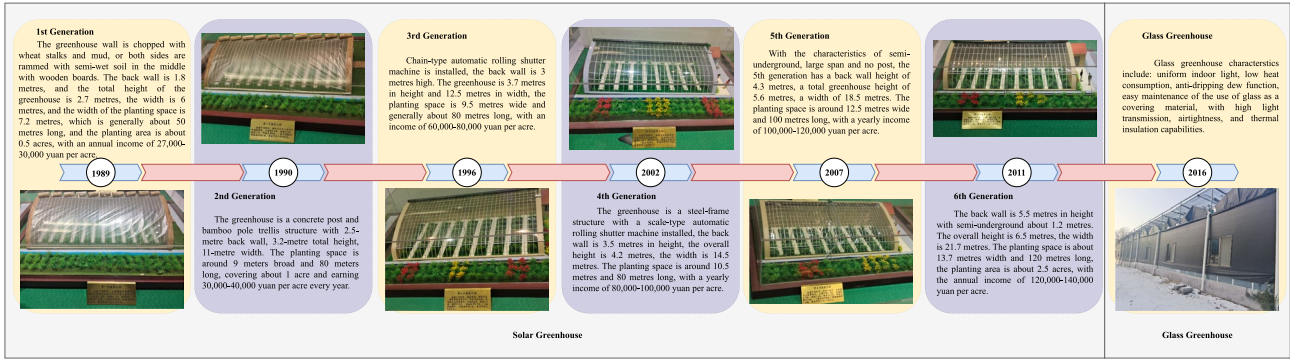 1st Generation
The greenhouse wall is chopped with
wheat stalks and mud, or both sides are
rammed with semi-wet soil in the middle
with wooden boards. The back wall is 1.8
metres, and the total height of the
greenhouse is 2.7 metres, the width is 6
metres, and the width of the planting space is
7.2 metres, which is generally about 50
metres long, and the planting area is about
0.5 acres, with an annual income of 27,000-
30,000 yuan per acre.
1989
1990
2nd Generation
The greenhouse is a concrete post and
bamboo pole trellis structure with 2.5-
metre back wall, 3.2-metre total height,
11-metre width. The planting space is
around 9 meters broad and 80 meters
long, covering about 1 acre and earning
30,000-40,000 yuan per acre every year.
3rd Generation
Chain-type automatic rolling shutter
machine is installed, the back wall is 3
metres high. The greenhouse is 3.7 metres
in height and 12.5 metres in width, the
planting space is 9.5 metres wide and
generally about 80 metres long, with an
income of 60,000-80,000 yuan per acre.
1996
2002
4th Generation
The greenhouse is a steel-frame
structure with a scale-type automatic
rolling shutter machine installed, the back
wall is 3.5 metres in height, the overall
height is 4.2 metres, the width is 14.5
metres. The planting space is around 10.5
metres and 80 metres long, with a yearly
income of 80,000-100,000 yuan per acre.
5th Generation
With the characteristics of semi-
underground, large span and no post, the
5th generation has a back wall height of
4.3 metres, a total greenhouse height of
5.6 metres, a width of 18.5 metres. The
planting space is around 12.5 metres wide
and 100 metres long, with a yearly income
of 100,000-120,000 yuan per acre.
2007
2011
6th Generation
The back wall is 5.5 metres in height
with semi-underground about 1.2 metres.
The overall height is 6.5 metres, the width
is 21.7 metres. The planting space is about
13.7 metres width and 120 metres long,
the planting area is about 2.5 acres, with
the annual income of 120,000-140,000
yuan per acre.
Glass Greenhouse
Glass greenhouse characterstics
include: uniform indoor light, low heat
consumption, anti-dripping dew function,
easy maintenance of the use of glass as a
covering material, with high light
transmission, airtightness, and thermal
insulation capabilities.
2016
Solar Greenhouse
Glass Greenhouse